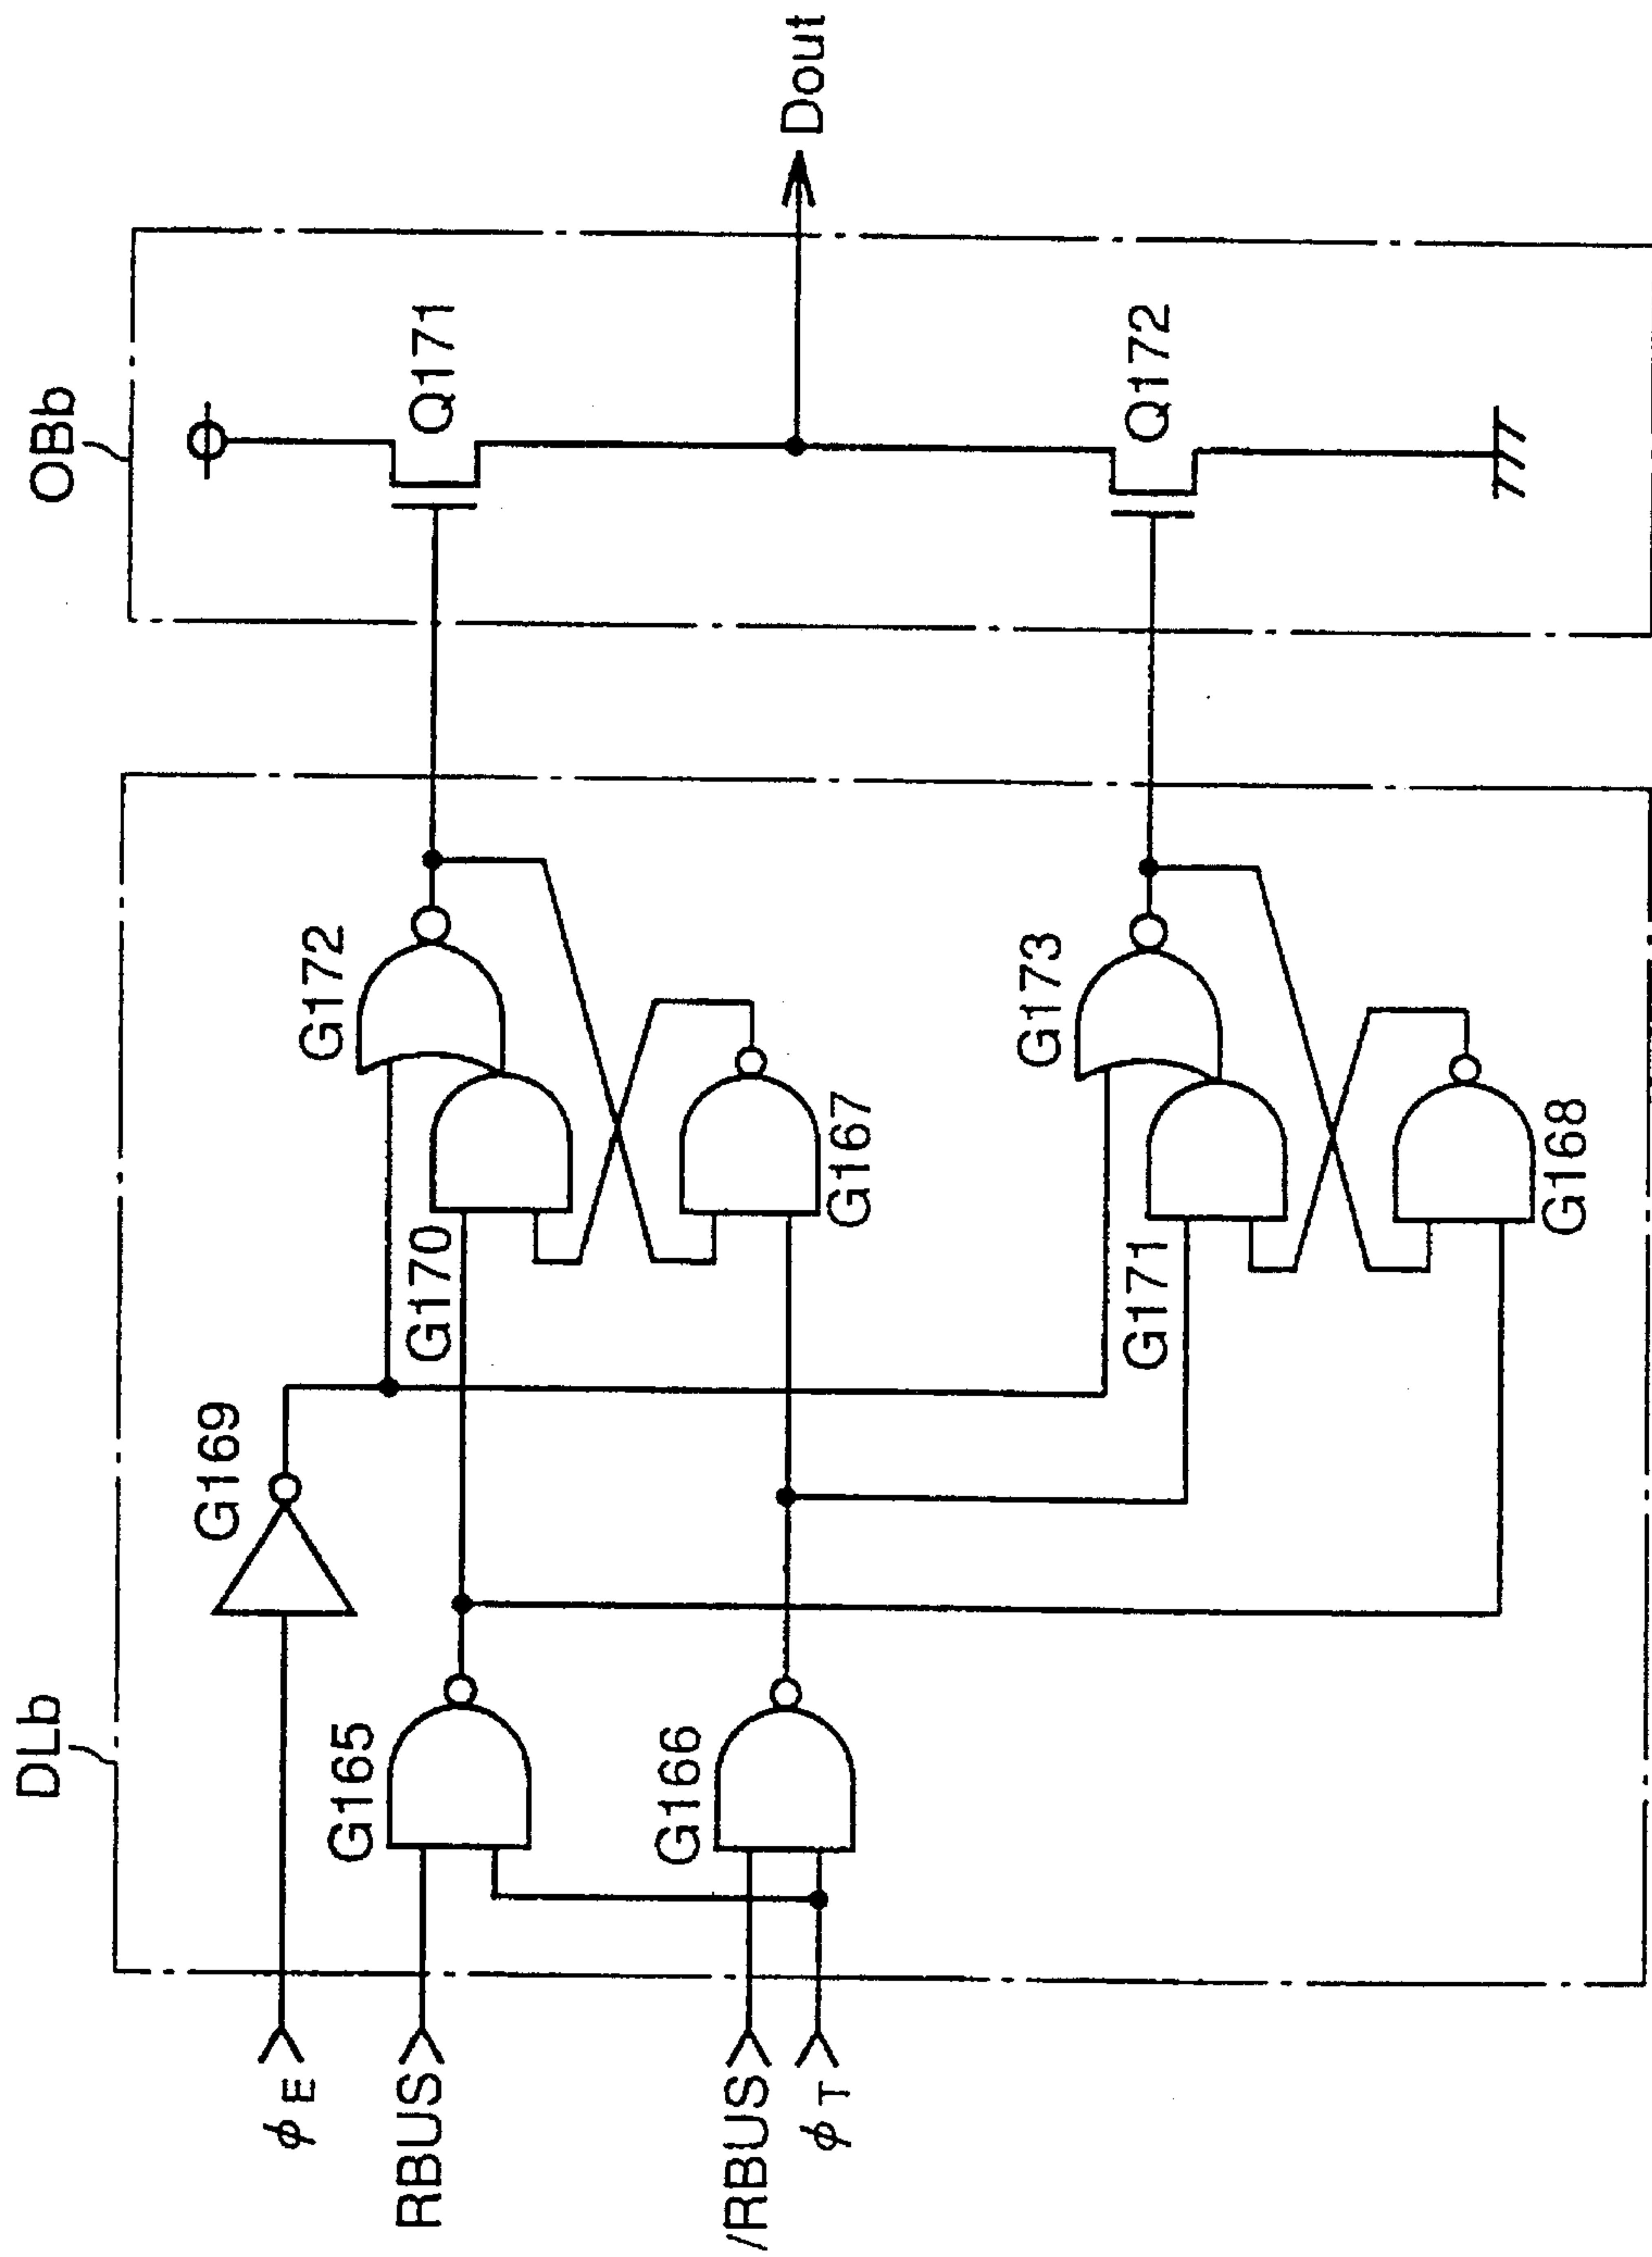 DLb
OBb
φE
G169
G172
RBUS
G165
G170
Q171
/RBUS
G166
G167
φT
Dout
G171
G173
Q172
G168